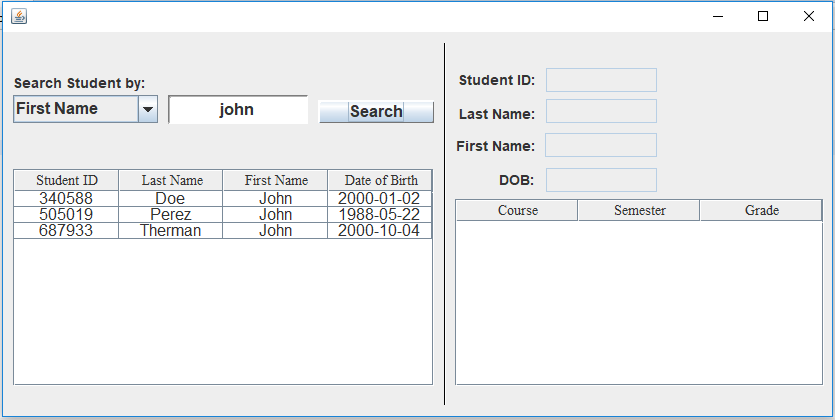 Search Student by:
First Name john Search
Student ID Last Name First Name Date of Birth
340588 Doe John 2000-01-02
505019 Perez John 1988-05-22
687933 Therman John 2000-10-04
Student ID:
Last Name:
First Name:
DOB:
Course Semester Grade